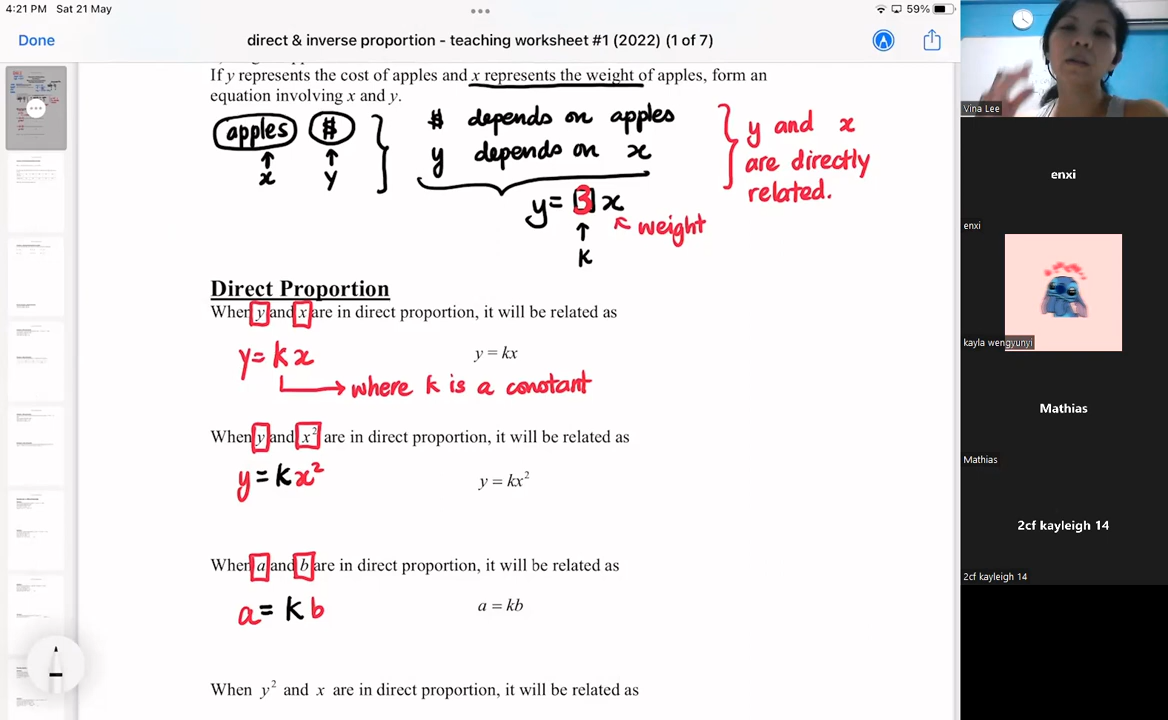 4:21 PM Sat 21 May
59%
Done
direct & inverse proportion - teaching worksheet #1 (2022) (1 of 7)
If y represents the cost of apples and x represents the weight of apples, form an
equation involving x and y.
apples $
x y
$ depends on apples
y depends on x
y and x
are directly
related.
y = 3 x
weight
k
Direct Proportion
When y and x are in direct proportion, it will be related as
y = kx
y = kx
where k is a constant
When y and x² are in direct proportion, it will be related as
y = kx²
y = kx²
When a and b are in direct proportion, it will be related as
a = kb
a = kb
When y² and x are in direct proportion, it will be related as
Vina Lee
enxi
enxi
kayla wengyunyi
Mathias
Mathias
2cf kayleigh 14
2cf kayleigh 14